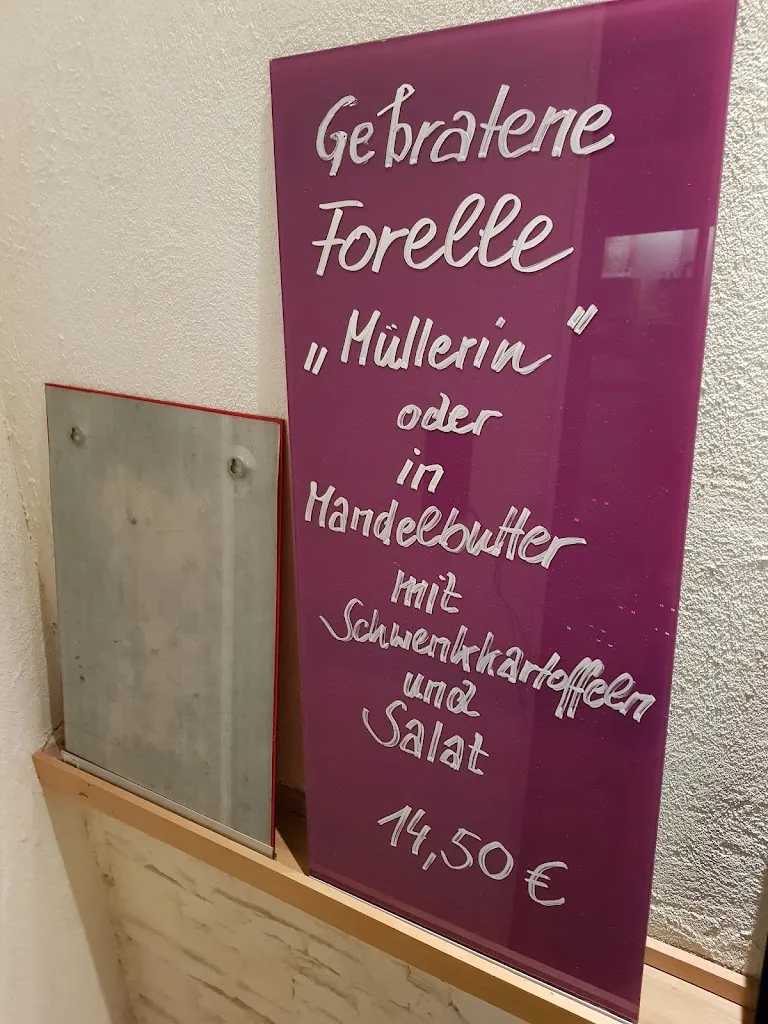 Gebratene
Forelle
„Müllerin"
oder
in
Mandelbutter
mit
Schwenkkartoffeln
und
Salat
14,50 €